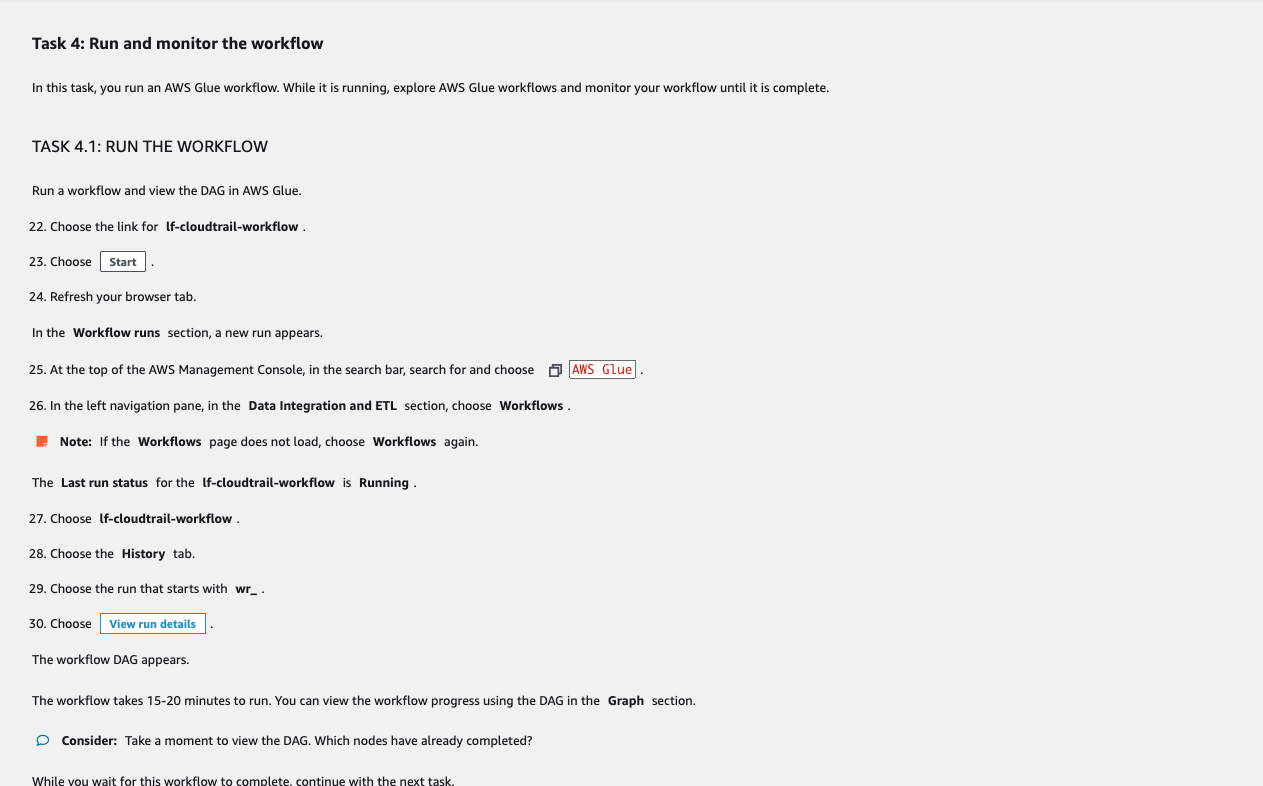 Task 4: Run and monitor the workflow
In this task, you run an AWS Glue workflow. While it is running, explore AWS Glue workflows and monitor your workflow until it is complete.
TASK 4.1: RUN THE WORKFLOW
Run a workflow and view the DAG in AWS Glue.
22. Choose the link for lf-cloudtrail-workflow .
23. Choose Start .
24. Refresh your browser tab.
In the Workflow runs section, a new run appears.
25. At the top of the AWS Management Console, in the search bar, search for and choose AWS Glue .
26. In the left navigation pane, in the Data Integration and ETL section, choose Workflows .
Note: If the Workflows page does not load, choose Workflows again.
The Last run status for the lf-cloudtrail-workflow is Running .
27. Choose lf-cloudtrail-workflow .
28. Choose the History tab.
29. Choose the run that starts with wr_ .
30. Choose View run details .
The workflow DAG appears.
The workflow takes 15-20 minutes to run. You can view the workflow progress using the DAG in the Graph section.
Consider: Take a moment to view the DAG. Which nodes have already completed?
While you wait for this workflow to complete, continue with the next task.